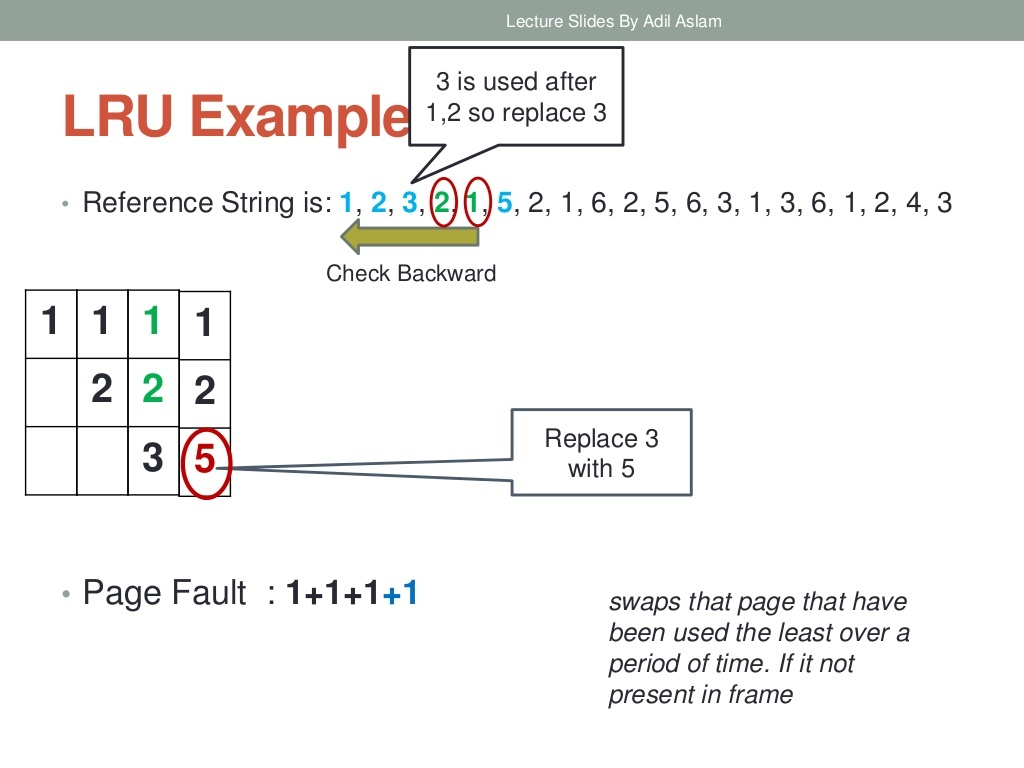 Lecture Slides By Adil Aslam
3 is used after
1,2 so replace 3
LRU Example
• Reference String is: 1, 2, 3, 2, 1, 5, 2, 1, 6, 2, 5, 6, 3, 1, 3, 6, 1, 2, 4, 3
Check Backward
1 1 1 1
2 2 2
3 5
Replace 3
with 5
• Page Fault : 1+1+1+1
swaps that page that have
been used the least over a
period of time. If it not
present in frame